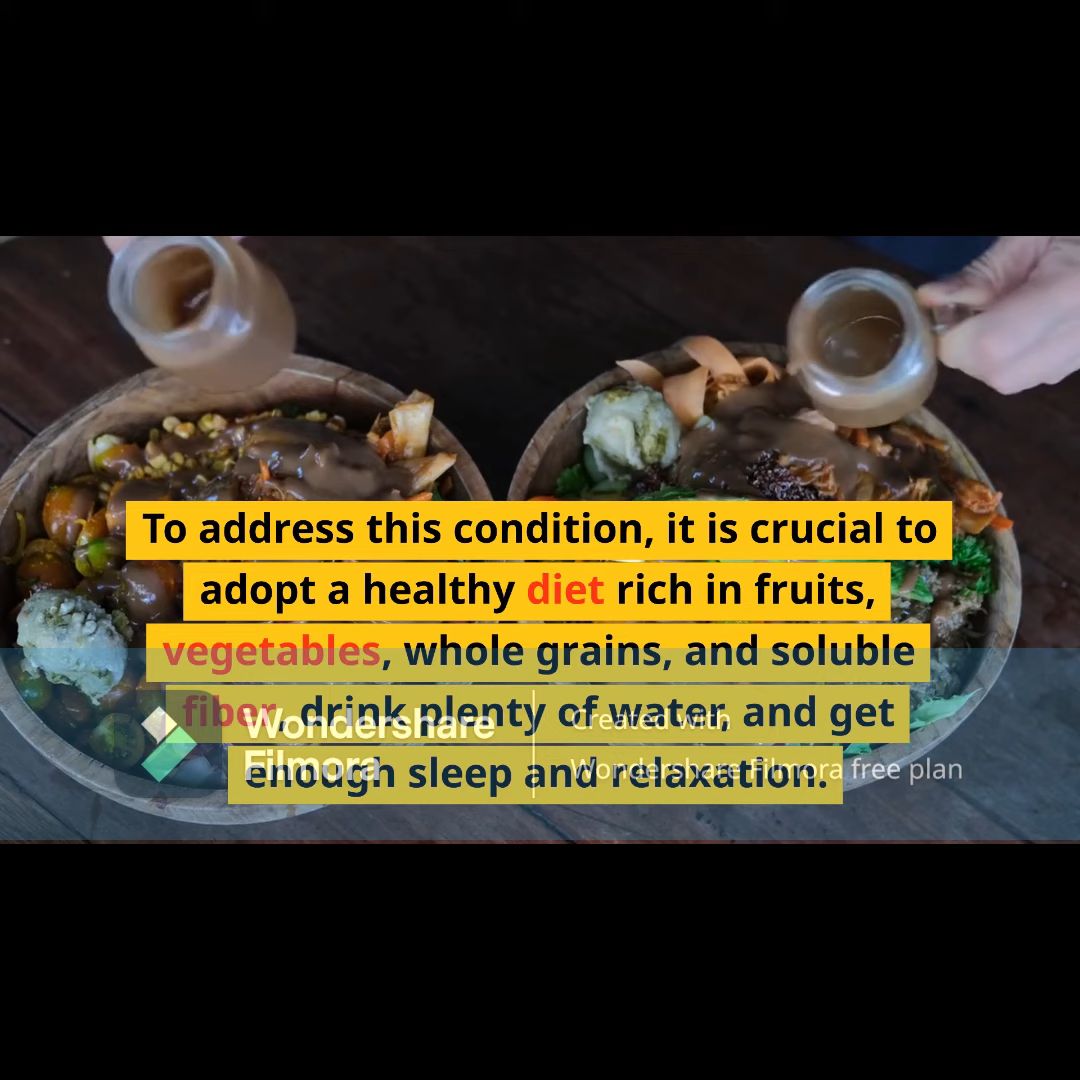 To address this condition, it is crucial to
adopt a healthy diet rich in fruits,
vegetables, whole grains, and soluble
fiber, drink plenty of water, and get
enough sleep and relaxation.
Wondershare
Filmora
Created with
Wondershare Filmora free plan